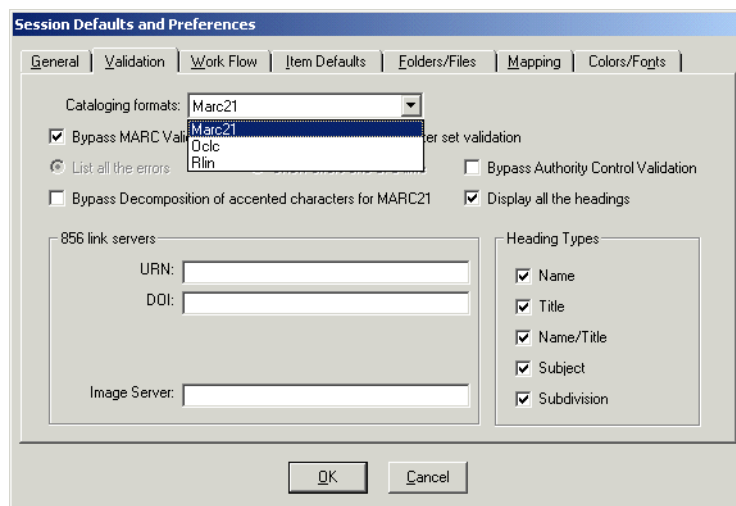 Session Defaults and Preferences
General Validation Work Flow Item Defaults Folders/Files Mapping Colors/Fonts
Cataloging formats: Marc21
Marc21
Oclc
Rlin
Bypass MARC set validation
List all the errors Bypass Authority Control Validation
Bypass Decomposition of accented characters for MARC21 Display all the headings
856 link servers Heading Types
URN: Name
DOI: Title
Name/Title
Subject
Image Server: Subdivision
OK Cancel